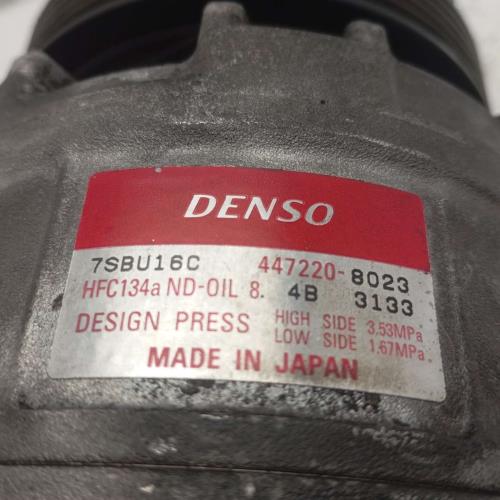 DENSO
7SBU16C 447220-8023
HFC134a ND-OIL 8. 4B 3133
DESIGN PRESS HIGH SIDE 3.53MPa
LOW SIDE 1.67MPa
MADE IN JAPAN